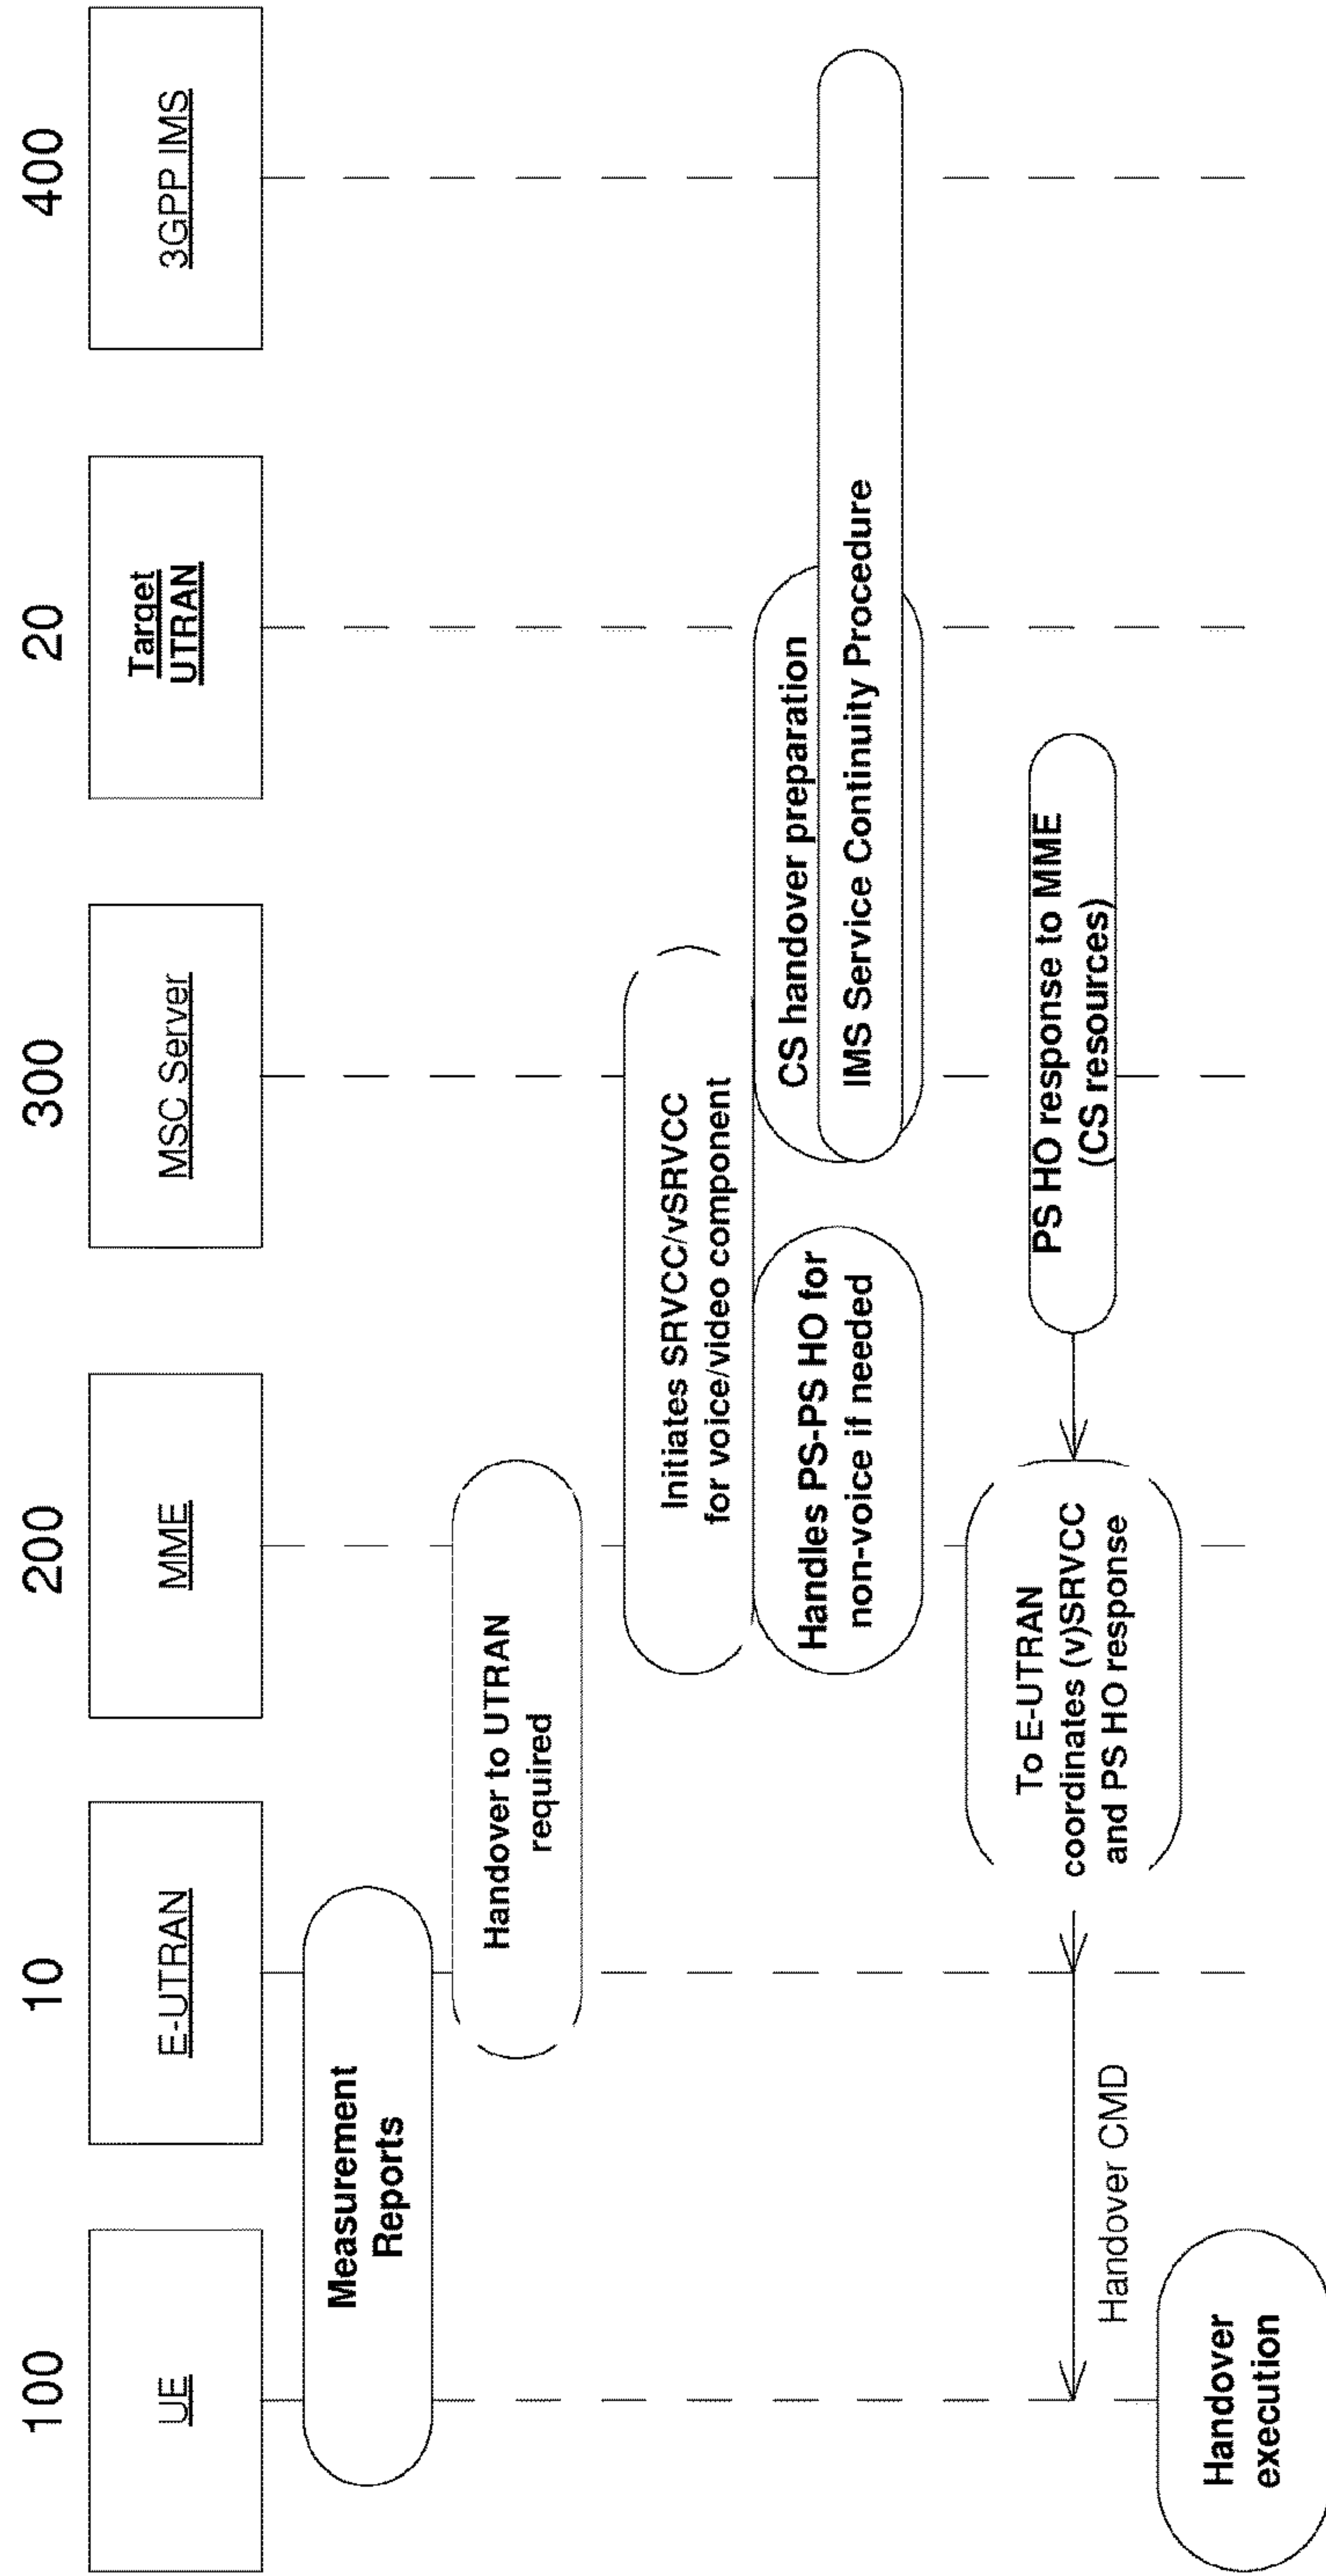 100
10
200
300
20
400
UE
E-UTRAN
MME
MSC Server
Target
UTRAN
3GPP IMS
Measurement
Reports
Handover to UTRAN
required
Initiates SRVCC/vSRVCC
for voice/video component
Handles PS-PS HO for
non-voice if needed
CS handover preparation
IMS Service Continuity Procedure
PS HO response to MME
(CS resources)
To E-UTRAN
coordinates (v)SRVCC
and PS HO response
Handover CMD
Handover
execution